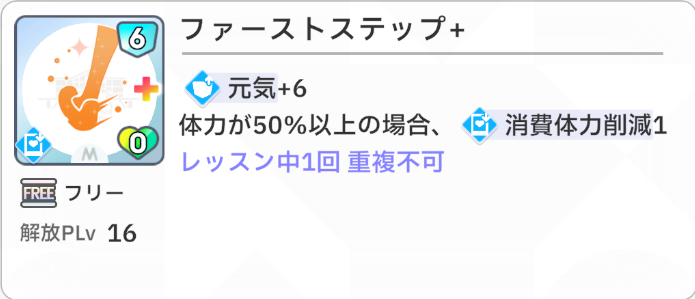 ファーストステップ+
6
+
0
M
元気+6
体力が50%以上の場合、消費体力削減1
レッスン中1回 重複不可
FREE フリー
解放PLv 16